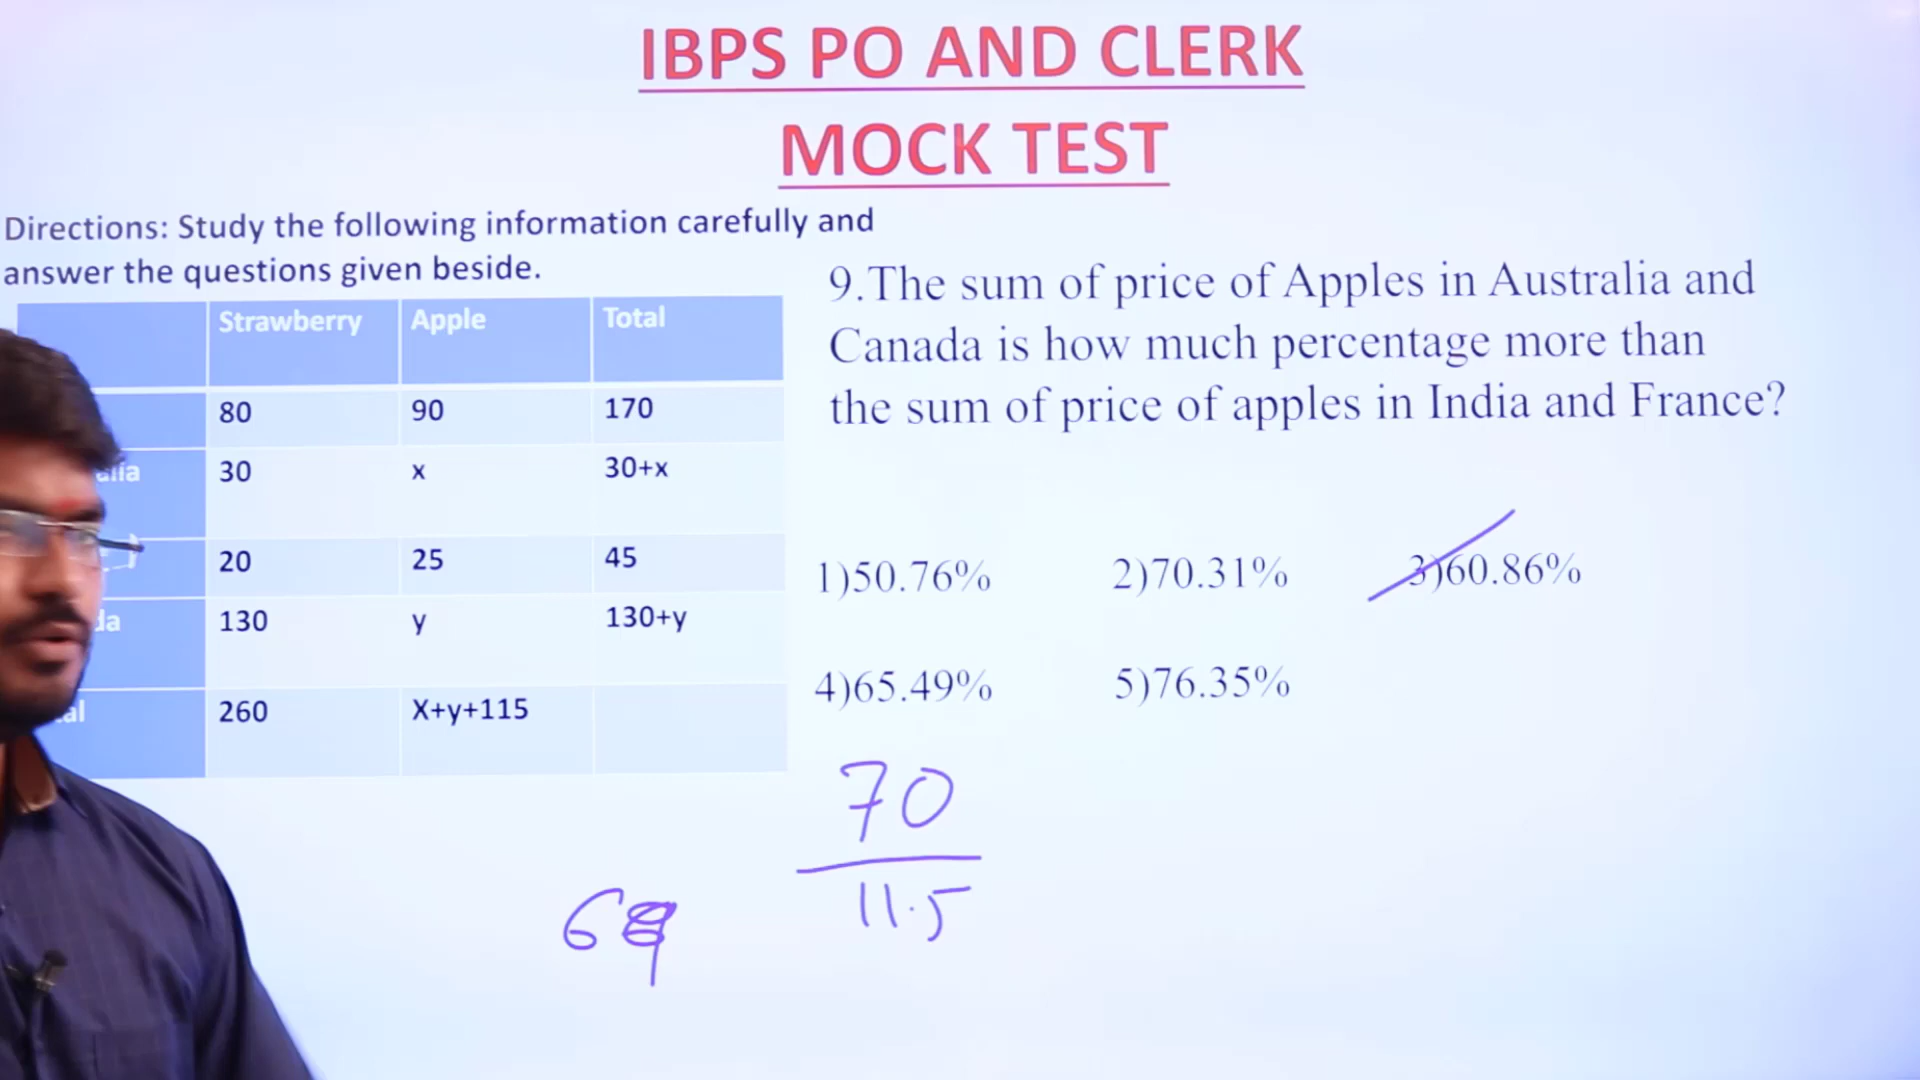 IBPS PO AND CLERK
MOCK TEST
Directions: Study the following information carefully and
answer the questions given beside.
Strawberry Apple Total
80 90 170
30 x 30+x
20 25 45
130 y 130+y
260 X+y+115
9.The sum of price of Apples in Australia and
Canada is how much percentage more than
the sum of price of apples in India and France?
1)50.76% 2)70.31% 3)60.86%
4)65.49% 5)76.35%
70
11.5